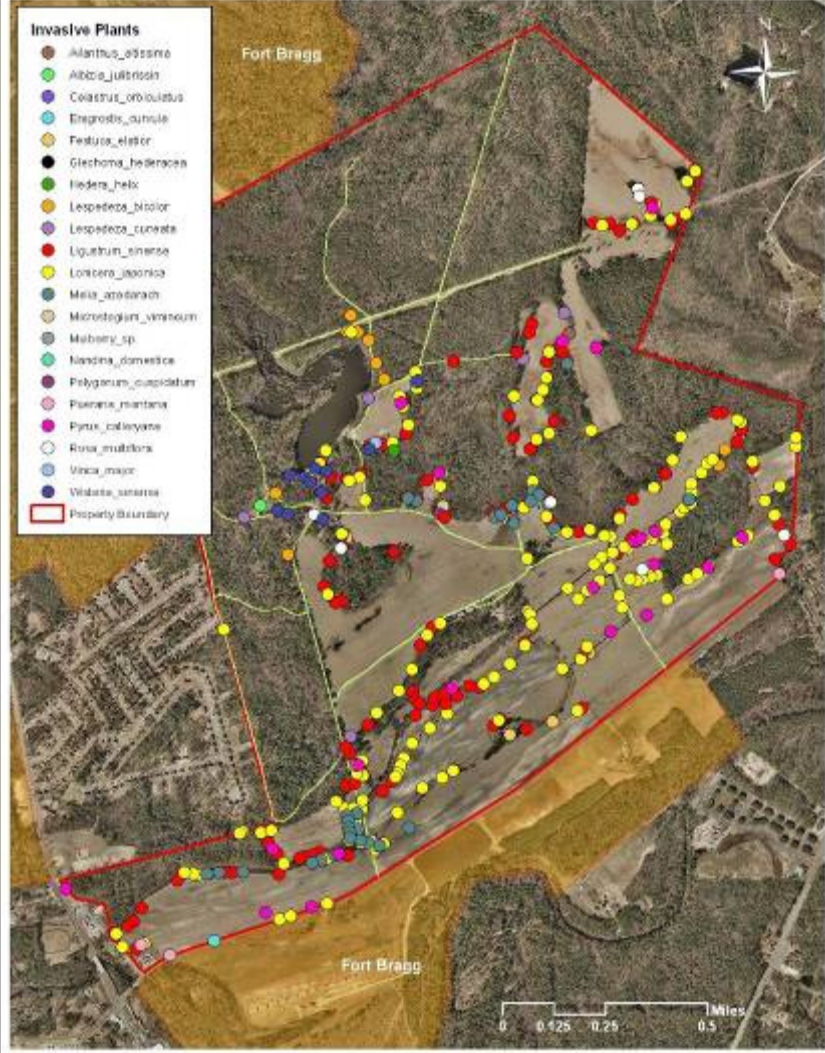 Fort Bragg
Invasive Plants
Ailanthus_altissima
Albizia_julibrissin
Celastrus_orbiculatus
Eragrostis_curvula
Festuca_elatior
Glechoma_hederacea
Hedera_helix
Lespedeza_bicolor
Lespedeza_cuneata
Ligustrum_sinense
Lonicera_japonica
Melia_azedarach
Microstegium_vimineum
Mulberry_sp.
Nandina_domestica
Polygonum_cuspidatum
Pueraria_montana
Pyrus_calleryana
Rosa_multiflora
Vinca_major
Wisteria_sinensis
Property Boundary
Fort Bragg
Miles
0 0.125 0.25 0.5